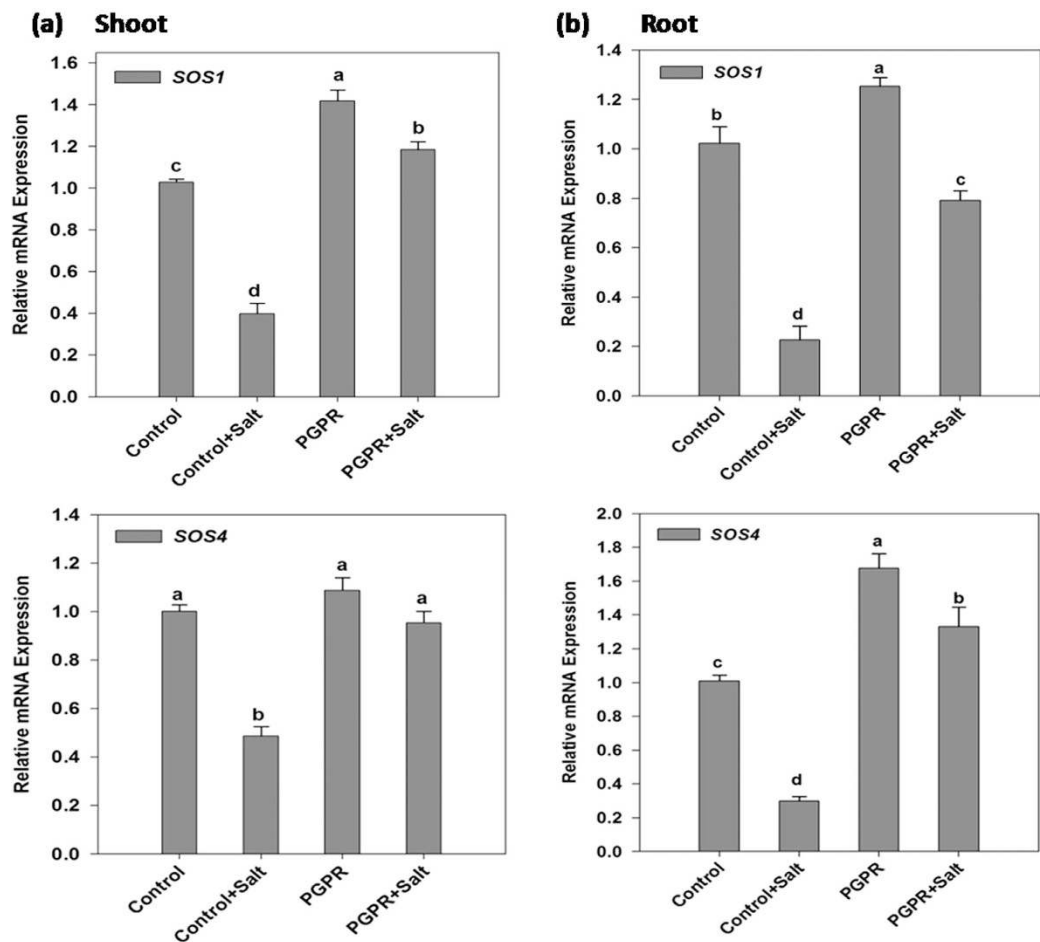 (a) Shoot
SOS1
Relative mRNA Expression
1.6
1.4
1.2
1.0
0.8
0.6
0.4
0.2
0.0
c
d
a
b
Control
Control+Salt
PGPR
PGPR+Salt
(b) Root
SOS1
Relative mRNA Expression
1.4
1.2
1.0
0.8
0.6
0.4
0.2
0.0
b
d
a
c
Control
Control+Salt
PGPR
PGPR+Salt
SOS4
Relative mRNA Expression
1.4
1.2
1.0
0.8
0.6
0.4
0.2
0.0
a
b
a
a
Control
Control+Salt
PGPR
PGPR+Salt
SOS4
Relative mRNA Expression
2.0
1.8
1.6
1.4
1.2
1.0
0.8
0.6
0.4
0.2
0.0
c
d
a
b
Control
Control+Salt
PGPR
PGPR+Salt